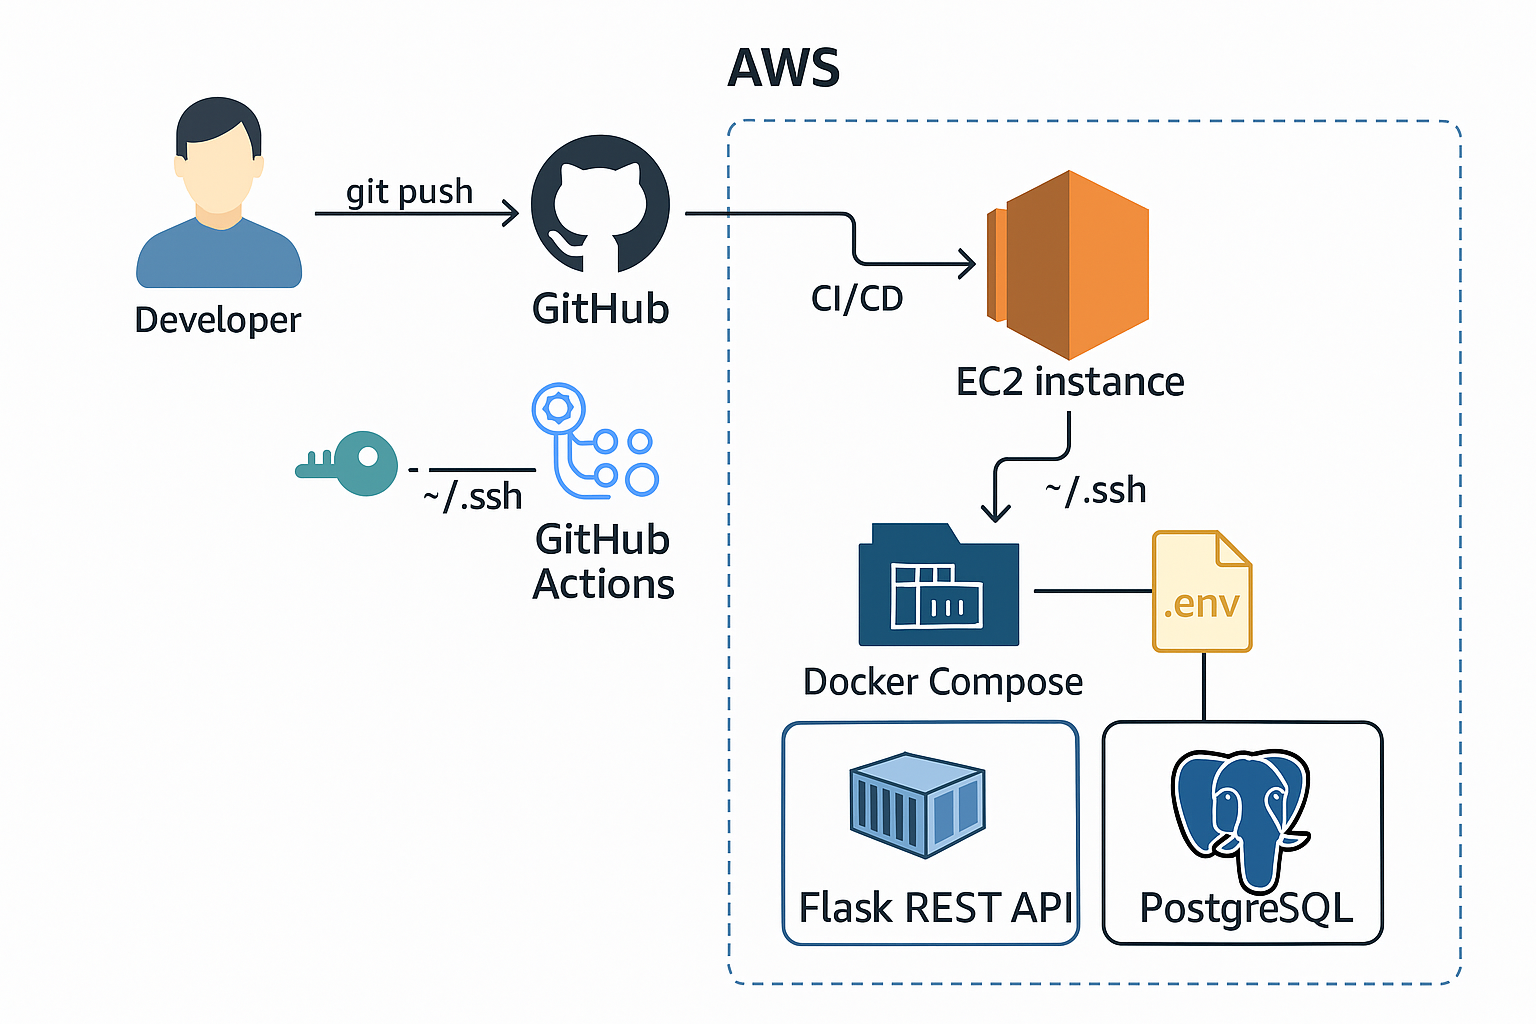 AWS
git push
Developer
GitHub
CI/CD
EC2 instance
~/.ssh
GitHub
Actions
~/.ssh
.env
Docker Compose
Flask REST API
PostgreSQL